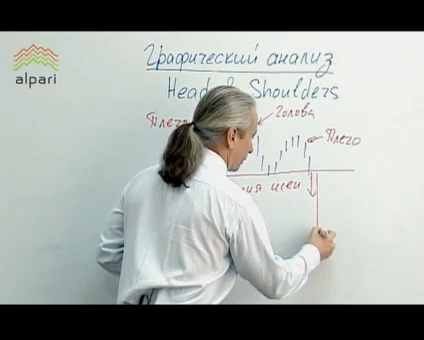 alpari
Графический анализ
Head & Shoulders
Плечо Голова
Плечо
шеи